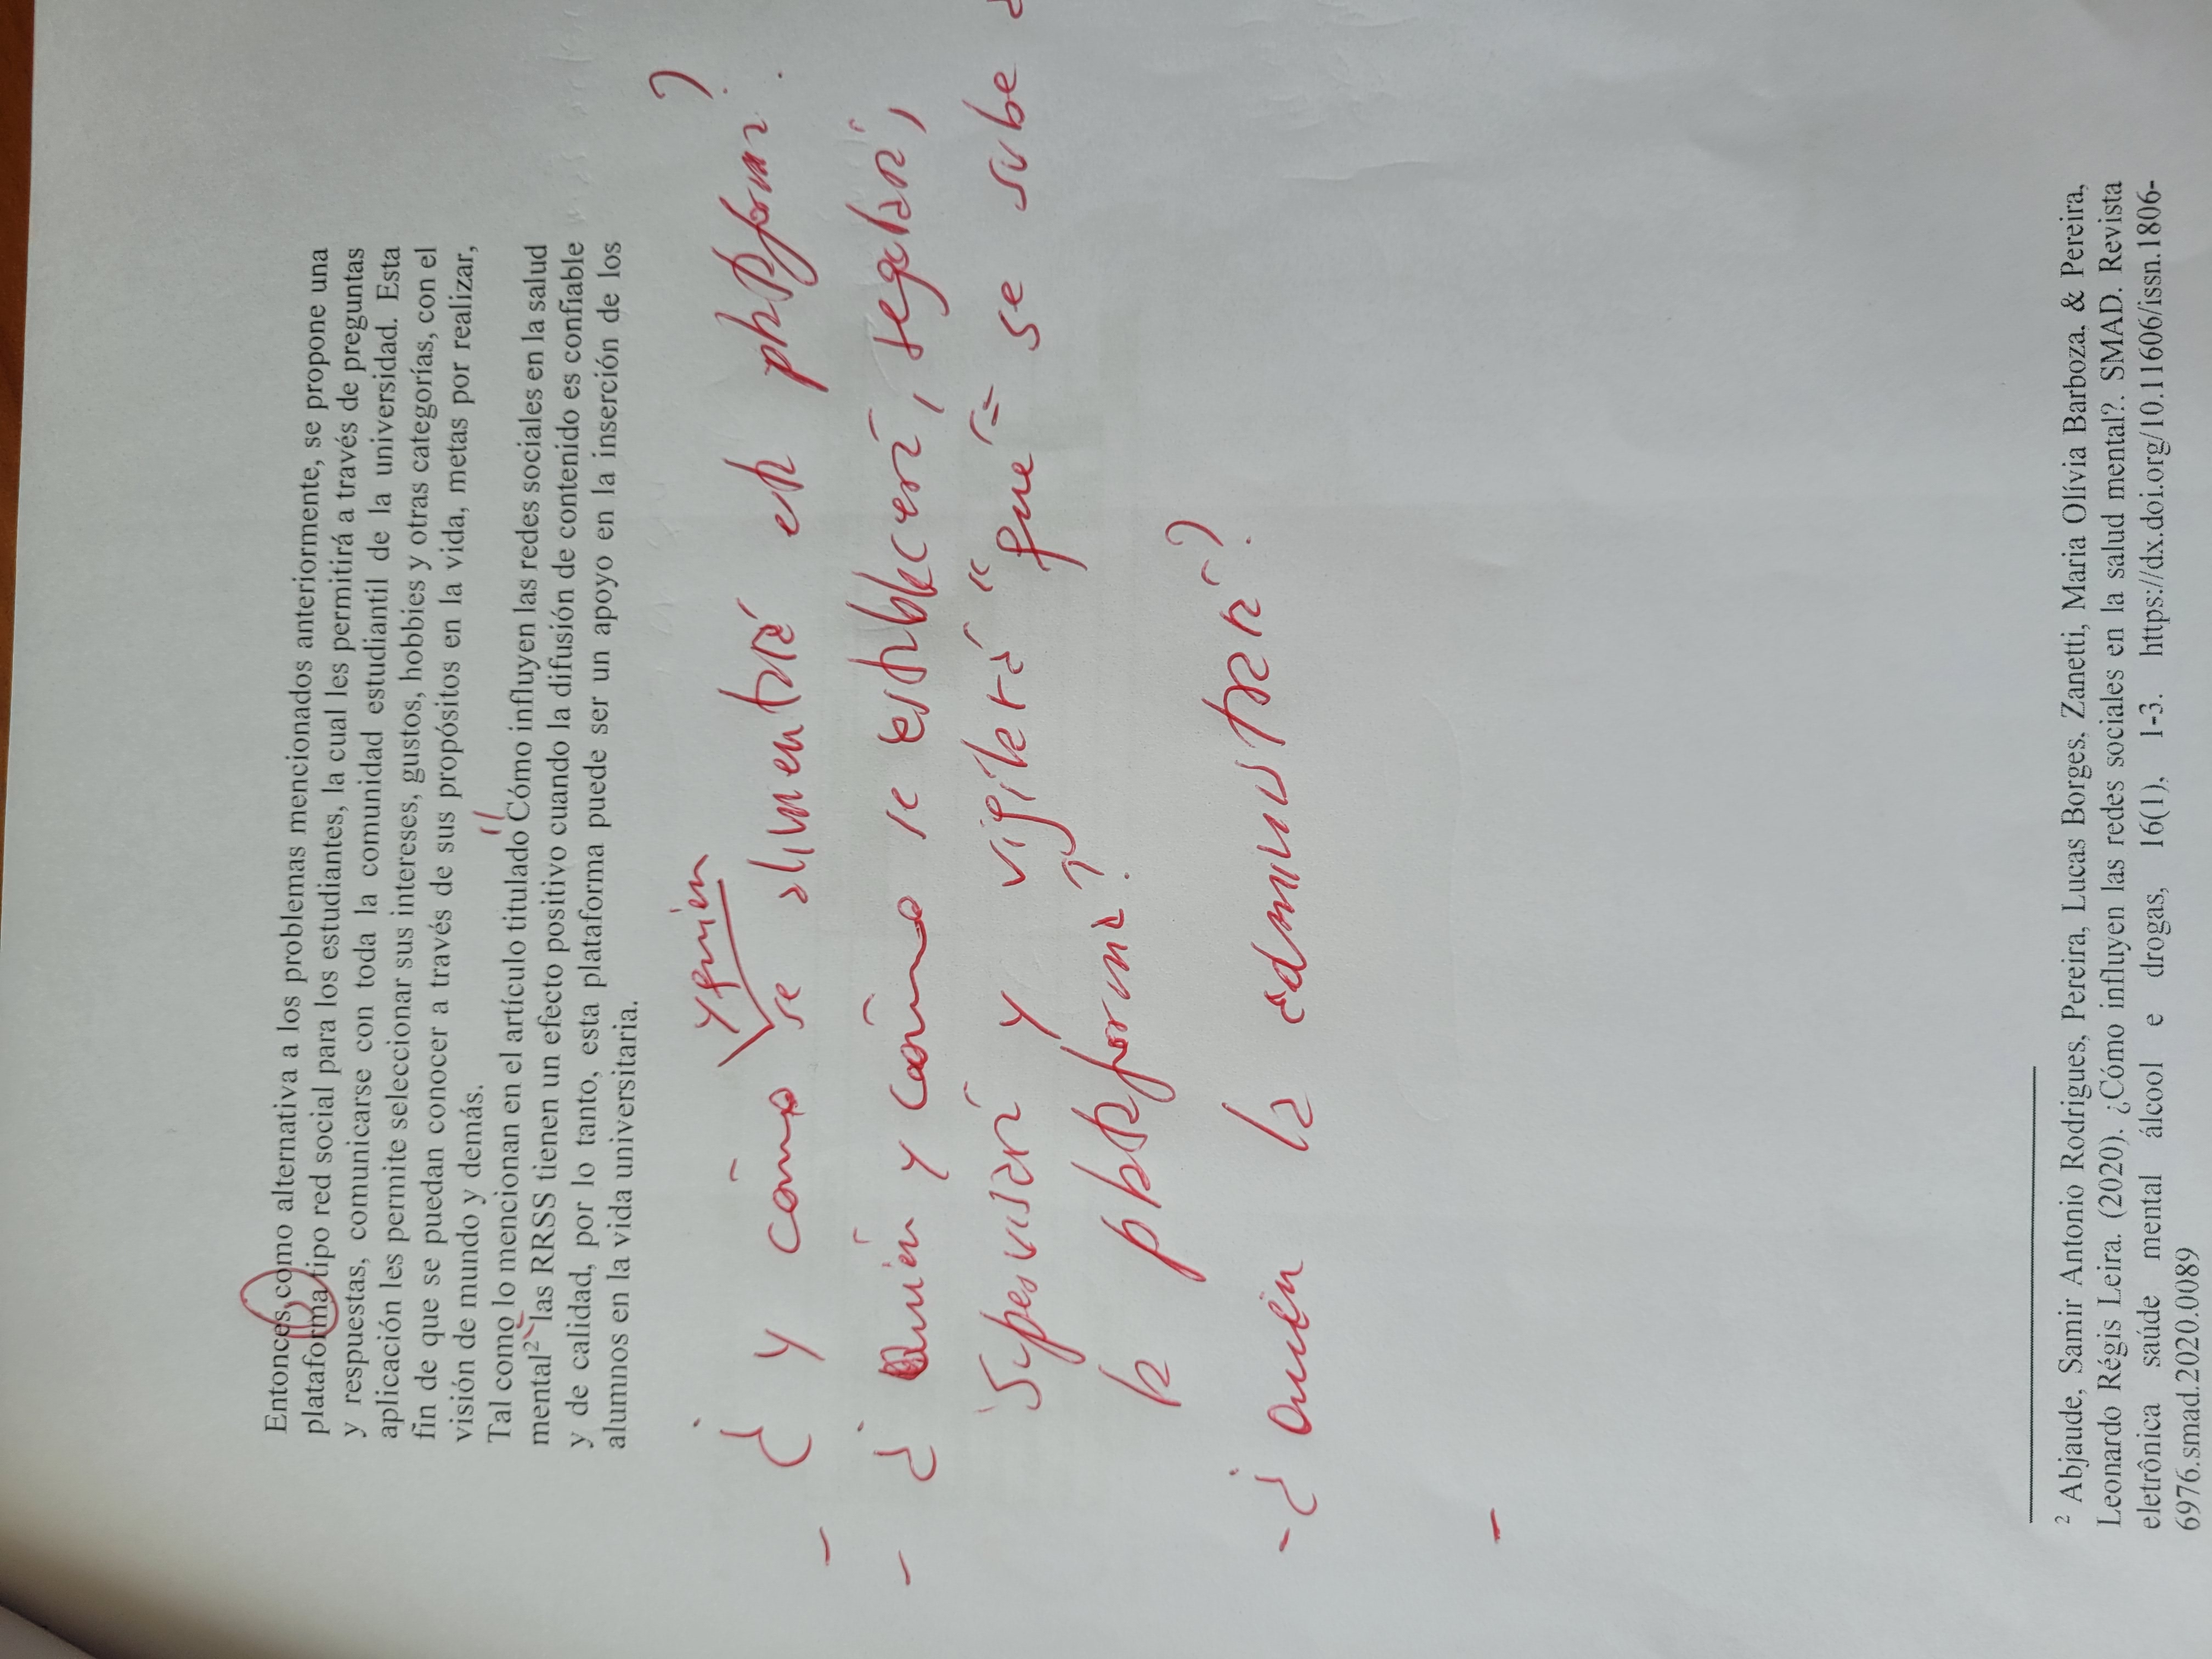 Entonces, como alternativa a los problemas mencionados anteriormente, se propone una
plataforma tipo red social para los estudiantes, la cual les permitirá a través de preguntas
y respuestas, comunicarse con toda la comunidad estudiantil de la universidad. Esta
aplicación les permite seleccionar sus intereses, gustos, hobbies y otras categorías, con el
fin de que se puedan conocer a través de sus propósitos en la vida, metas por realizar,
visión de mundo y demás.
Tal como lo mencionan en el artículo titulado "Cómo influyen las redes sociales en la salud
mental²" las RRSS tienen un efecto positivo cuando la difusión de contenido es confiable
y de calidad, por lo tanto, esta plataforma puede ser un apoyo en la inserción de los
alumnos en la vida universitaria.
y quien
- ¿ y cómo se alimentará esta plataforma?
- ¿ Quién y cómo se establecerá, regulará,
Supervisará y vigilará "qué" se sube a
la plataforma?
- ¿ Quién la administrará?
-
² Abjaude, Samir Antonio Rodrigues, Pereira, Lucas Borges, Zanetti, Maria Olívia Barboza, & Pereira,
Leonardo Régis Leira. (2020). ¿Cómo influyen las redes sociales en la salud mental?. SMAD. Revista
eletrônica saúde mental álcool e drogas, 16(1), 1-3. https://dx.doi.org/10.11606/issn.1806-
6976.smad.2020.0089